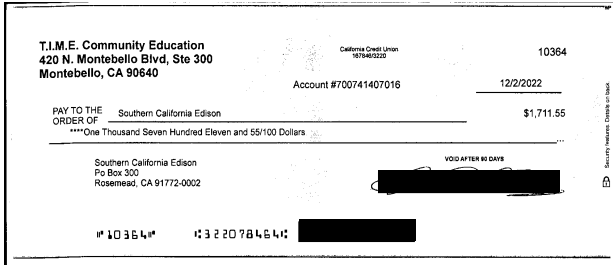 T.I.M.E. Community Education
420 N. Montebello Blvd, Ste 300
Montebello, CA 90640
California Credit Union
167846/3220
10364
Account #700741407016
12/2/2022
PAY TO THE
ORDER OF Southern California Edison $1,711.55
****One Thousand Seven Hundred Eleven and 55/100 Dollars
Southern California Edison
Po Box 300
Rosemead, CA 91772-0002
VOID AFTER 90 DAYS
Security features. Details on back.
⑈10364⑈ ⑆322078464⑆